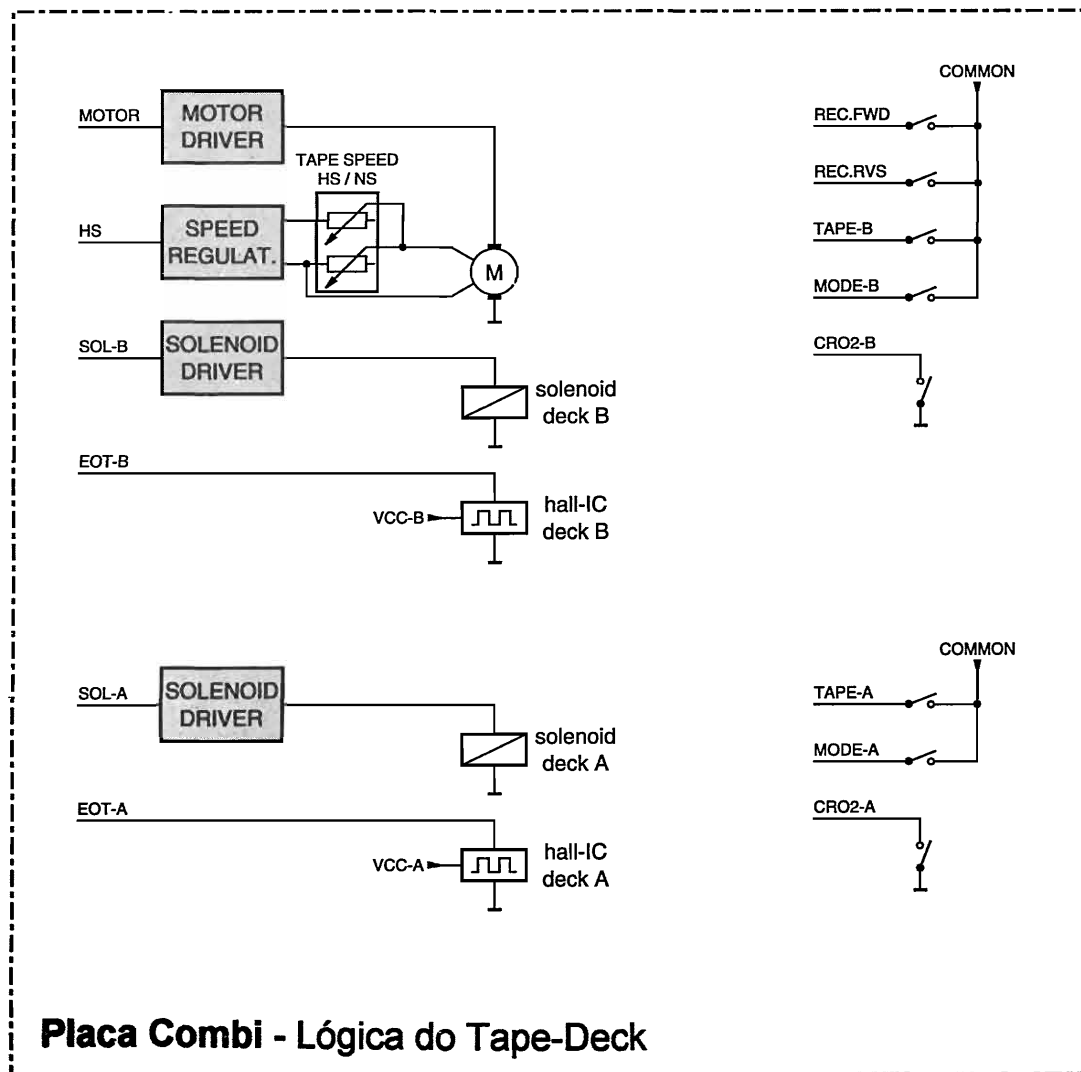 COMMON
MOTOR
MOTOR
DRIVER
REC.FWD
TAPE SPEED
HS / NS
REC.RVS
HS
SPEED
REGULAT.
TAPE-B
M
MODE-B
SOL-B
SOLENOID
DRIVER
CRO2-B
solenoid
deck B
EOT-B
VCC-B
hall-IC
deck B
COMMON
SOL-A
SOLENOID
DRIVER
TAPE-A
solenoid
deck A
MODE-A
EOT-A
CRO2-A
VCC-A
hall-IC
deck A
Placa Combi - Lógica do Tape-Deck